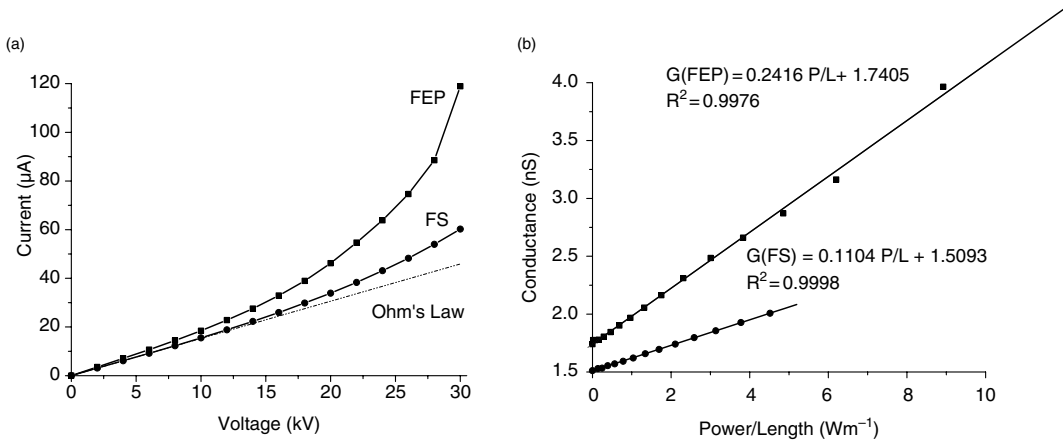 (a)
120
100
80
60
40
20
0
Current (µA)
0
5
10
15
20
25
30
Voltage (kV)
FEP
FS
Ohm's Law
(b)
4.0
3.5
3.0
2.5
2.0
1.5
Conductance (nS)
0
2
4
6
8
10
Power/Length (Wm⁻¹)
G(FEP) = 0.2416 P/L + 1.7405
R² = 0.9976
G(FS) = 0.1104 P/L + 1.5093
R² = 0.9998